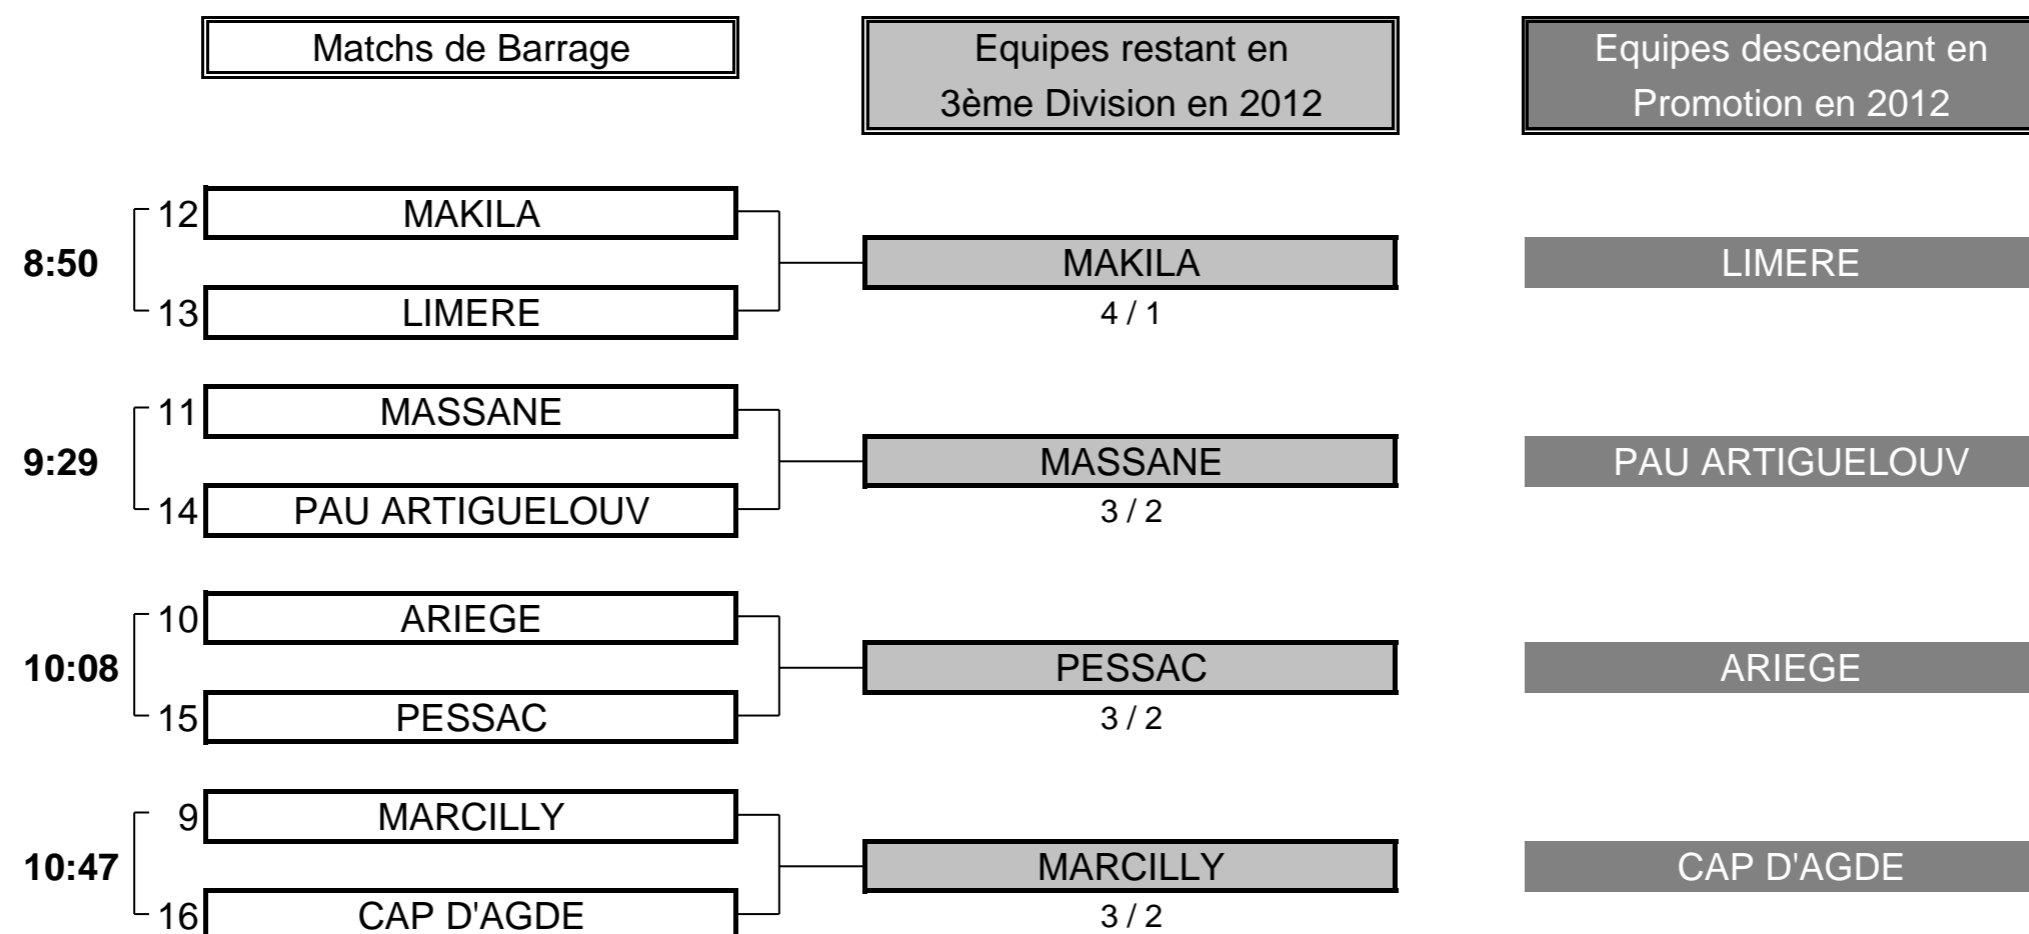 Matchs de Barrage
Equipes restant en
3ème Division en 2012
Equipes descendant en
Promotion en 2012
12 MAKILA
8:50 MAKILA LIMERE
13 LIMERE 4 / 1
11 MASSANE
9:29 MASSANE PAU ARTIGUELOUV
14 PAU ARTIGUELOUV 3 / 2
10 ARIEGE
10:08 PESSAC ARIEGE
15 PESSAC 3 / 2
9 MARCILLY
10:47 MARCILLY CAP D'AGDE
16 CAP D'AGDE 3 / 2